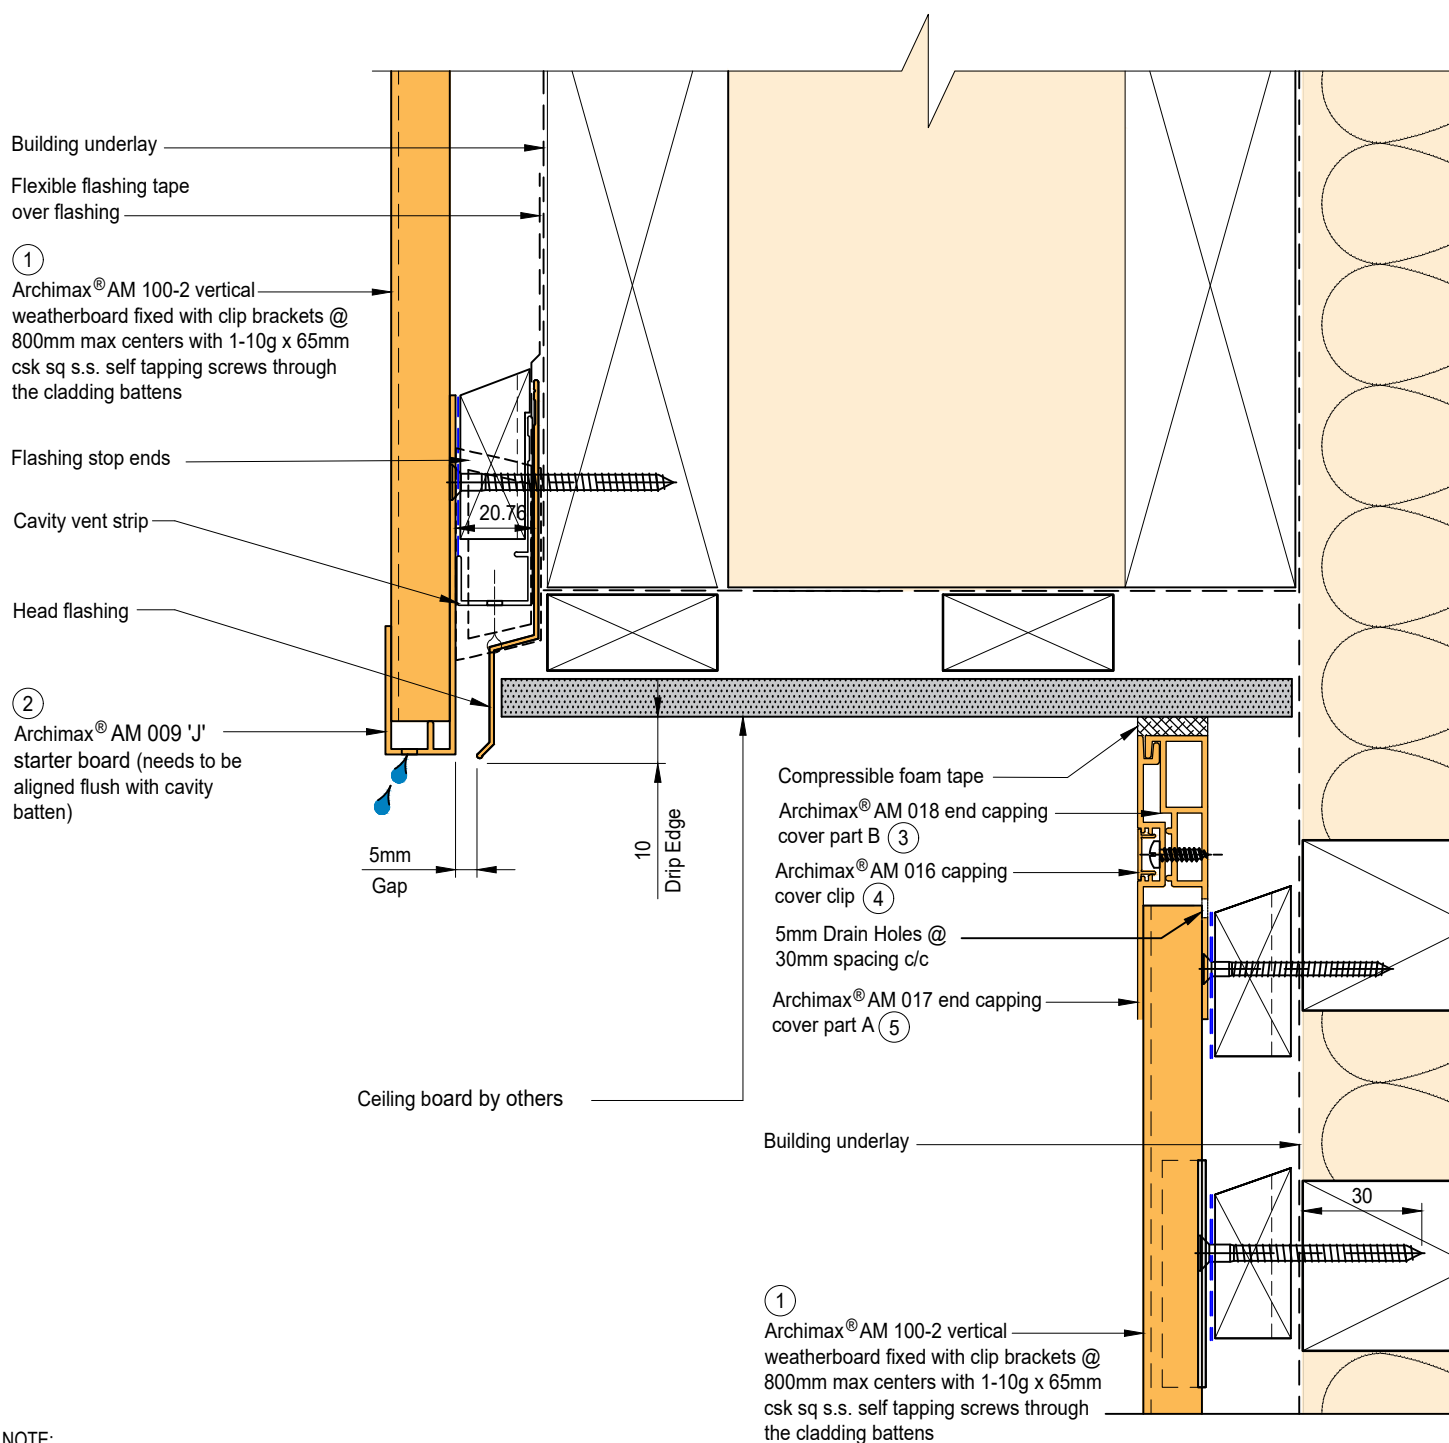 Building underlay
Flexible flashing tape
over flashing
1
Archimax® AM 100-2 vertical
weatherboard fixed with clip brackets @
800mm max centers with 1-10g x 65mm
csk sq s.s. self tapping screws through
the cladding battens
Flashing stop ends
20.76
Cavity vent strip
Head flashing
2
Archimax® AM 009 'J'
starter board (needs to be
aligned flush with cavity
batten)
5mm
Gap
10
Drip Edge
Compressible foam tape
Archimax® AM 018 end capping
cover part B 3
Archimax® AM 016 capping
cover clip 4
5mm Drain Holes @
30mm spacing c/c
Archimax® AM 017 end capping
cover part A 5
Ceiling board by others
Building underlay
30
1
Archimax® AM 100-2 vertical
weatherboard fixed with clip brackets @
800mm max centers with 1-10g x 65mm
csk sq s.s. self tapping screws through
the cladding battens
NOTE: